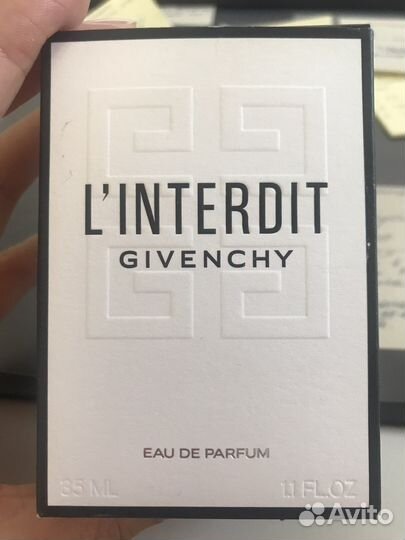 L'INTERDIT
GIVENCHY
EAU DE PARFUM
35 ML 1.1 FL.OZ
Avito